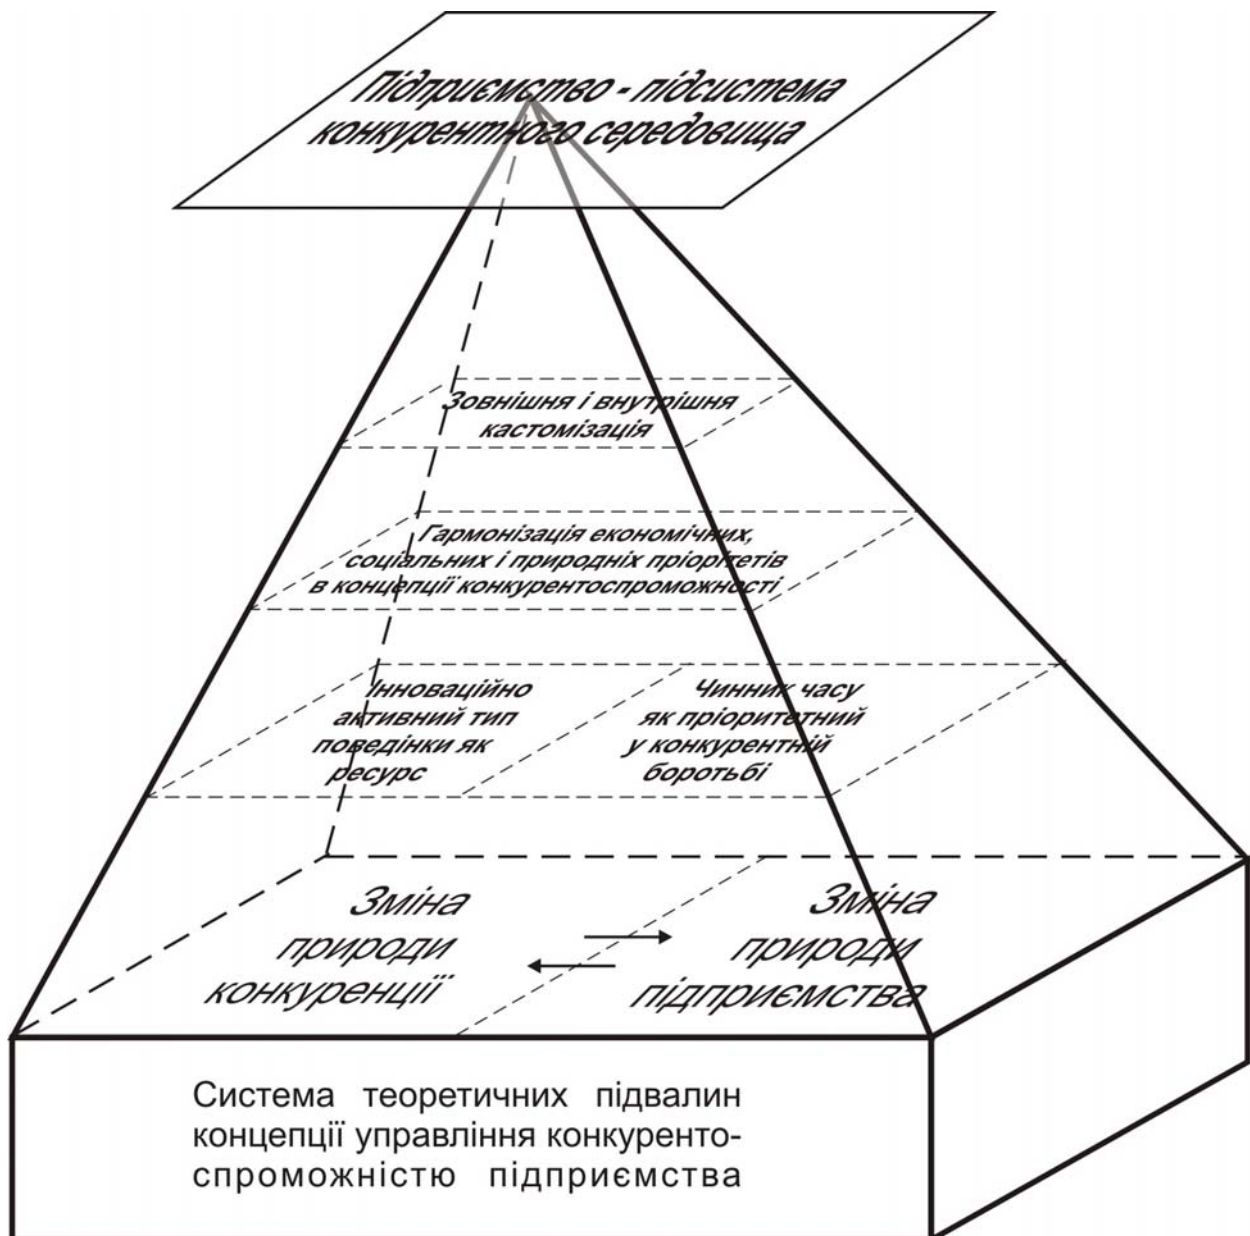 Підприємство - підсистема
конкурентного середовища
Зовнішня і внутрішня
кастомізація
Гармонізація економічних,
соціальних і природніх пріорітетів
в концепції конкурентоспроможності
Інноваційно
активний тип
поведінки як
ресурс
Чинник часу
як пріоритетний
у конкурентній
боротьбі
Зміна
природи
конкуренції
Зміна
природи
підприємства
Система теоретичних підвалин
концепції управління конкуренто-
спроможністю підприємства